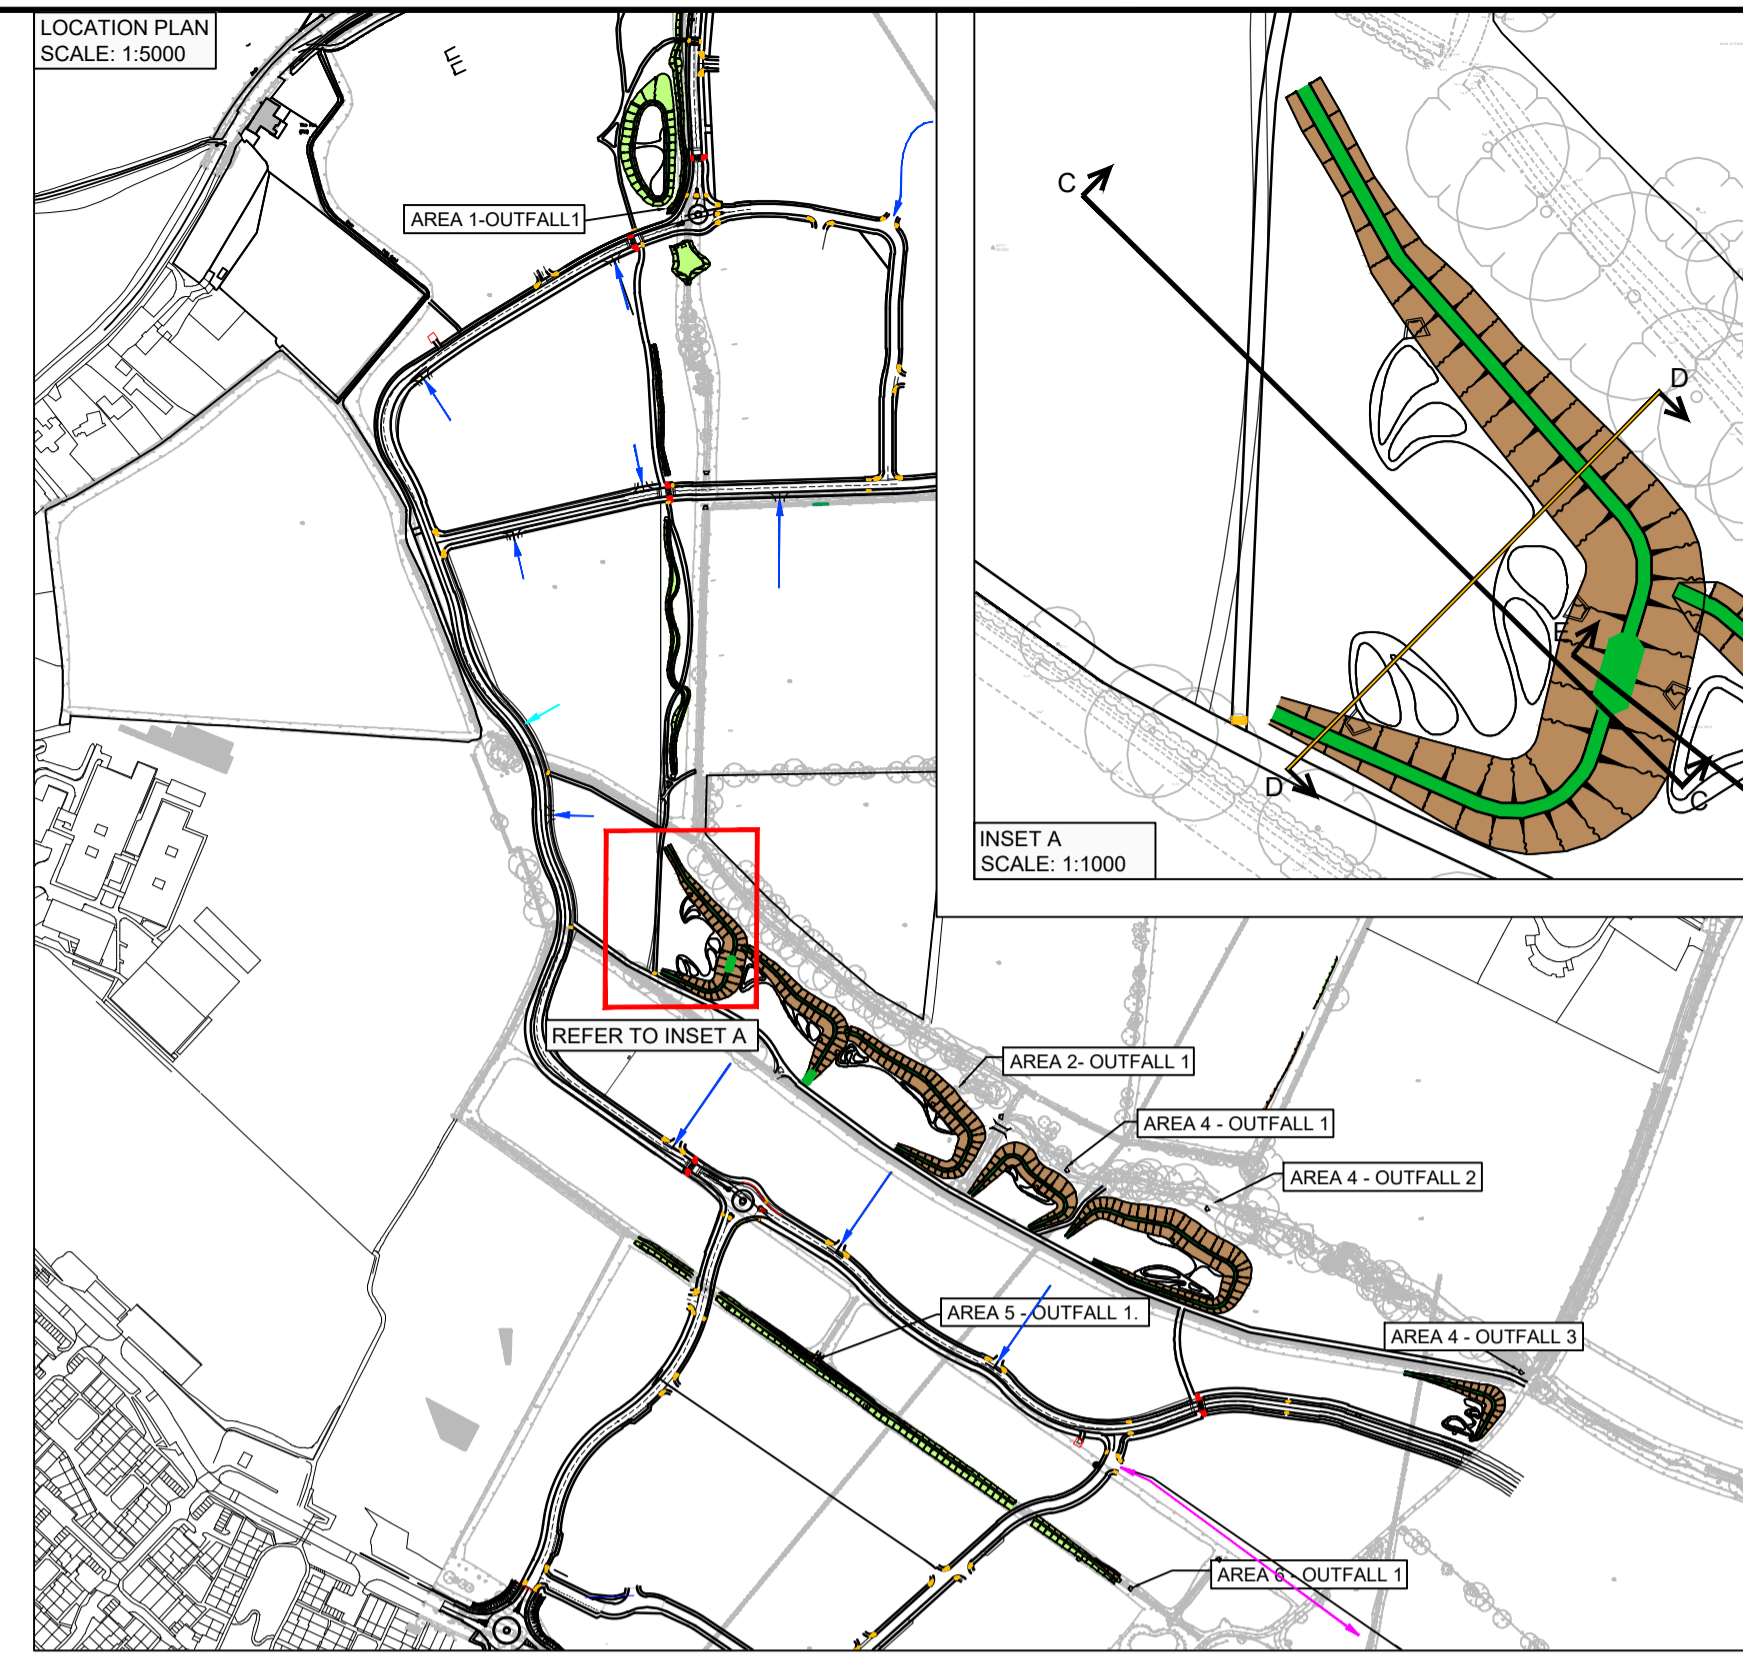 LOCATION PLAN
SCALE: 1:5000
AREA 1-OUTFALL1
C
D
E
D
C
INSET A
SCALE: 1:1000
REFER TO INSET A
AREA 2- OUTFALL 1
AREA 4 - OUTFALL 1
AREA 4 - OUTFALL 2
AREA 5 - OUTFALL 1.
AREA 4 - OUTFALL 3
AREA 6 - OUTFALL 1